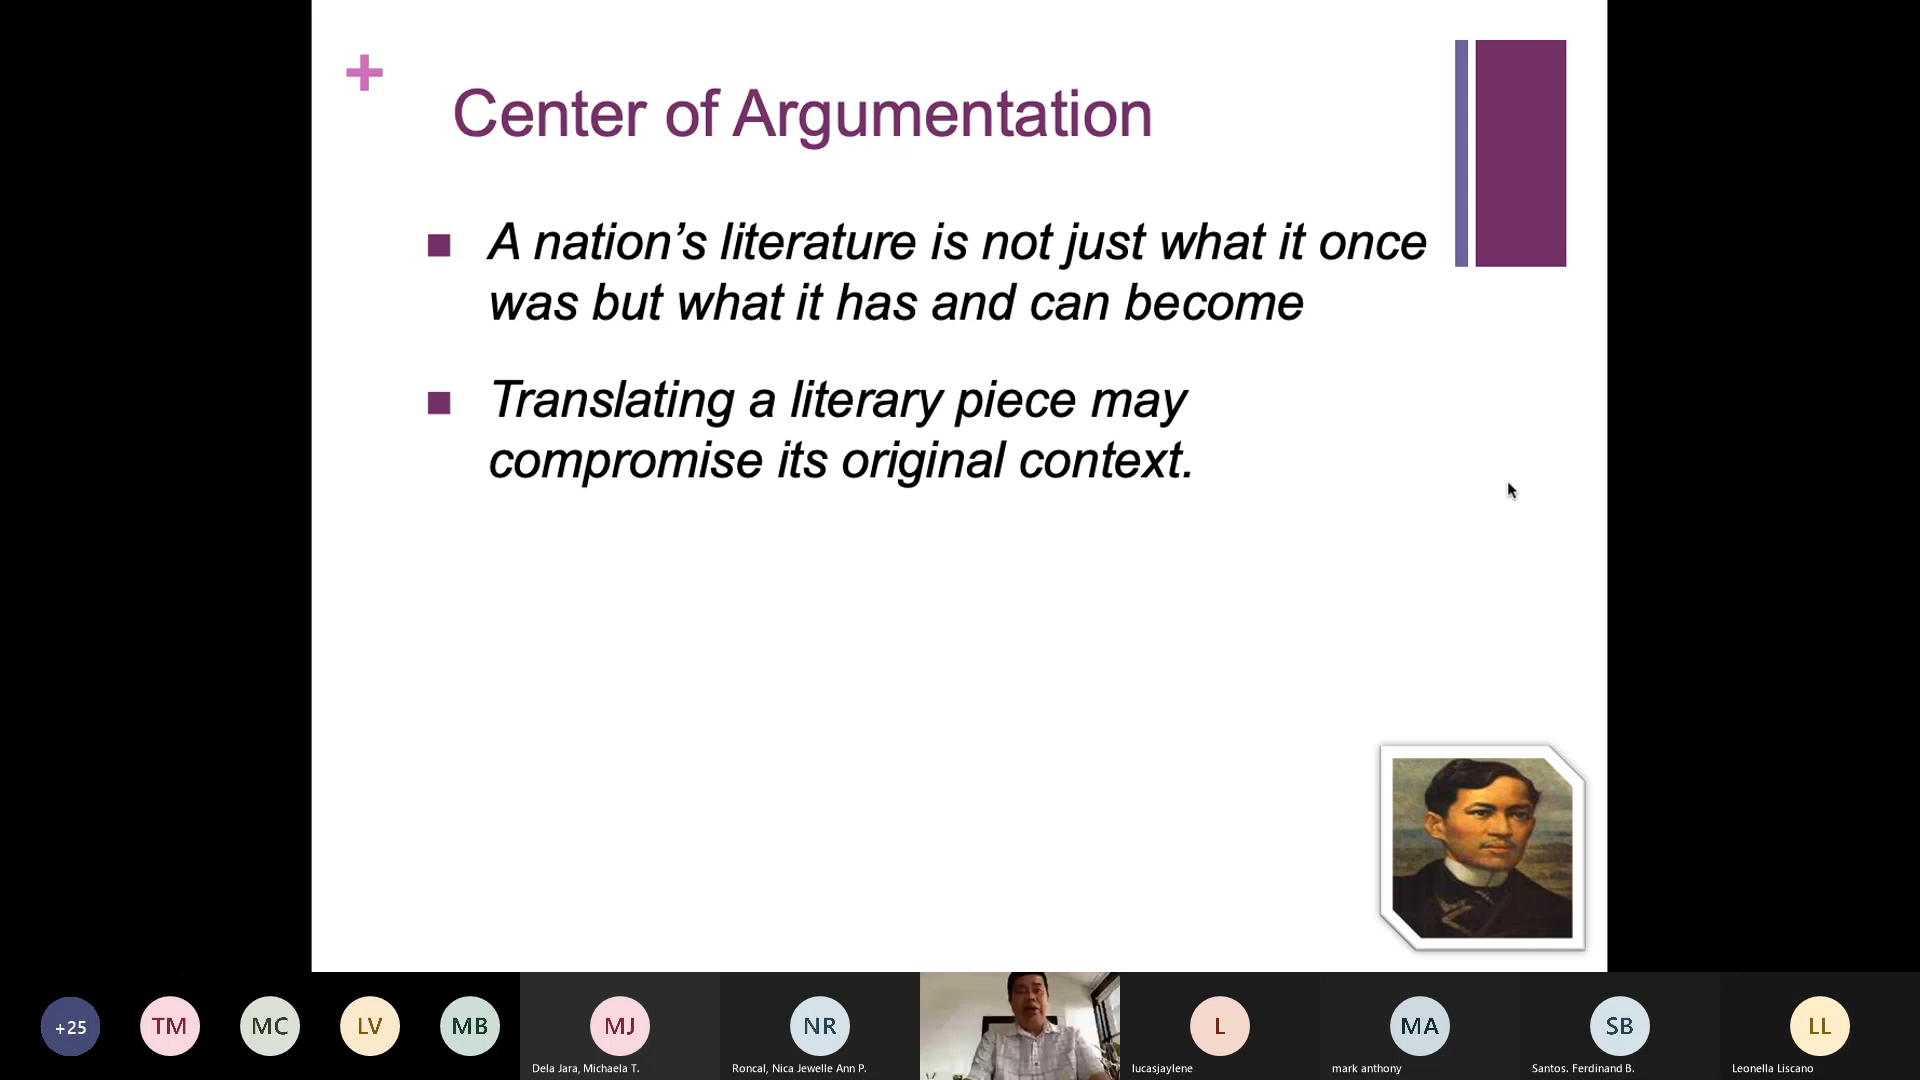 +
Center of Argumentation
A nation’s literature is not just what it once
was but what it has and can become
Translating a literary piece may
compromise its original context.
+25
TM
MC
LV
MB
MJ
Dela Jara, Michaela T.
NR
Roncal, Nica Jewelle Ann P.
L
lucasjaylene
MA
mark anthony
SB
Santos. Ferdinand B.
LL
Leonella Liscano